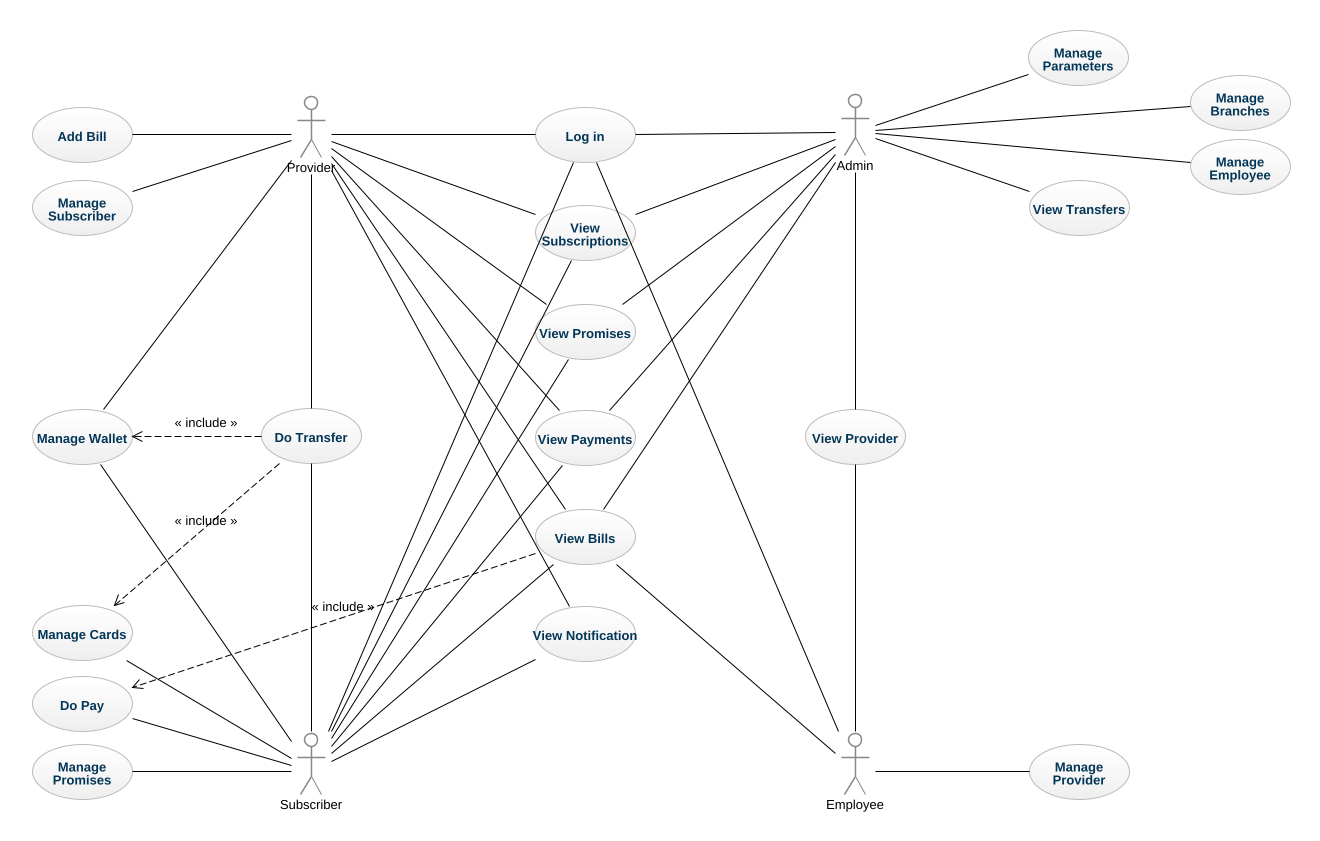 Manage
Parameters
Manage
Branches
Add Bill
Log in
Provider
Admin
Manage
Employee
Manage
Subscriber
View Transfers
View
Subscriptions
View Promises
« include »
Manage Wallet
Do Transfer
View Payments
View Provider
« include »
View Bills
« include »
Manage Cards
View Notification
Do Pay
Manage
Promises
Manage
Provider
Subscriber
Employee